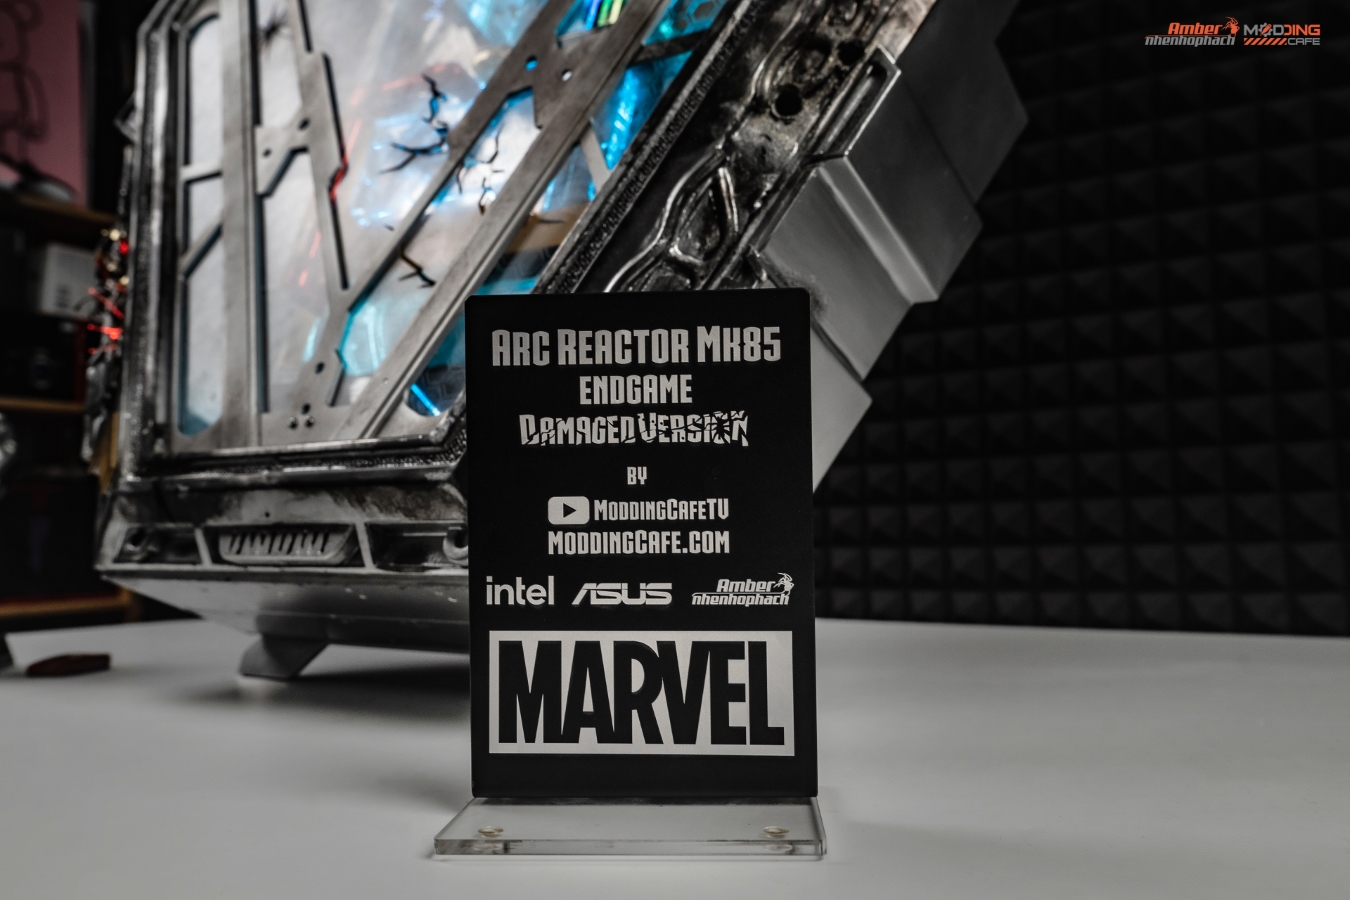 Amber
nhenhophach
MODDING
CAFE
ARC REACTOR MK85
ENDGAME
DAMAGED VERSION
BY
MODDINGCAFETV
MODDINGCAFE.COM
intel
ASUS
Amber
nhenhophach
MARVEL